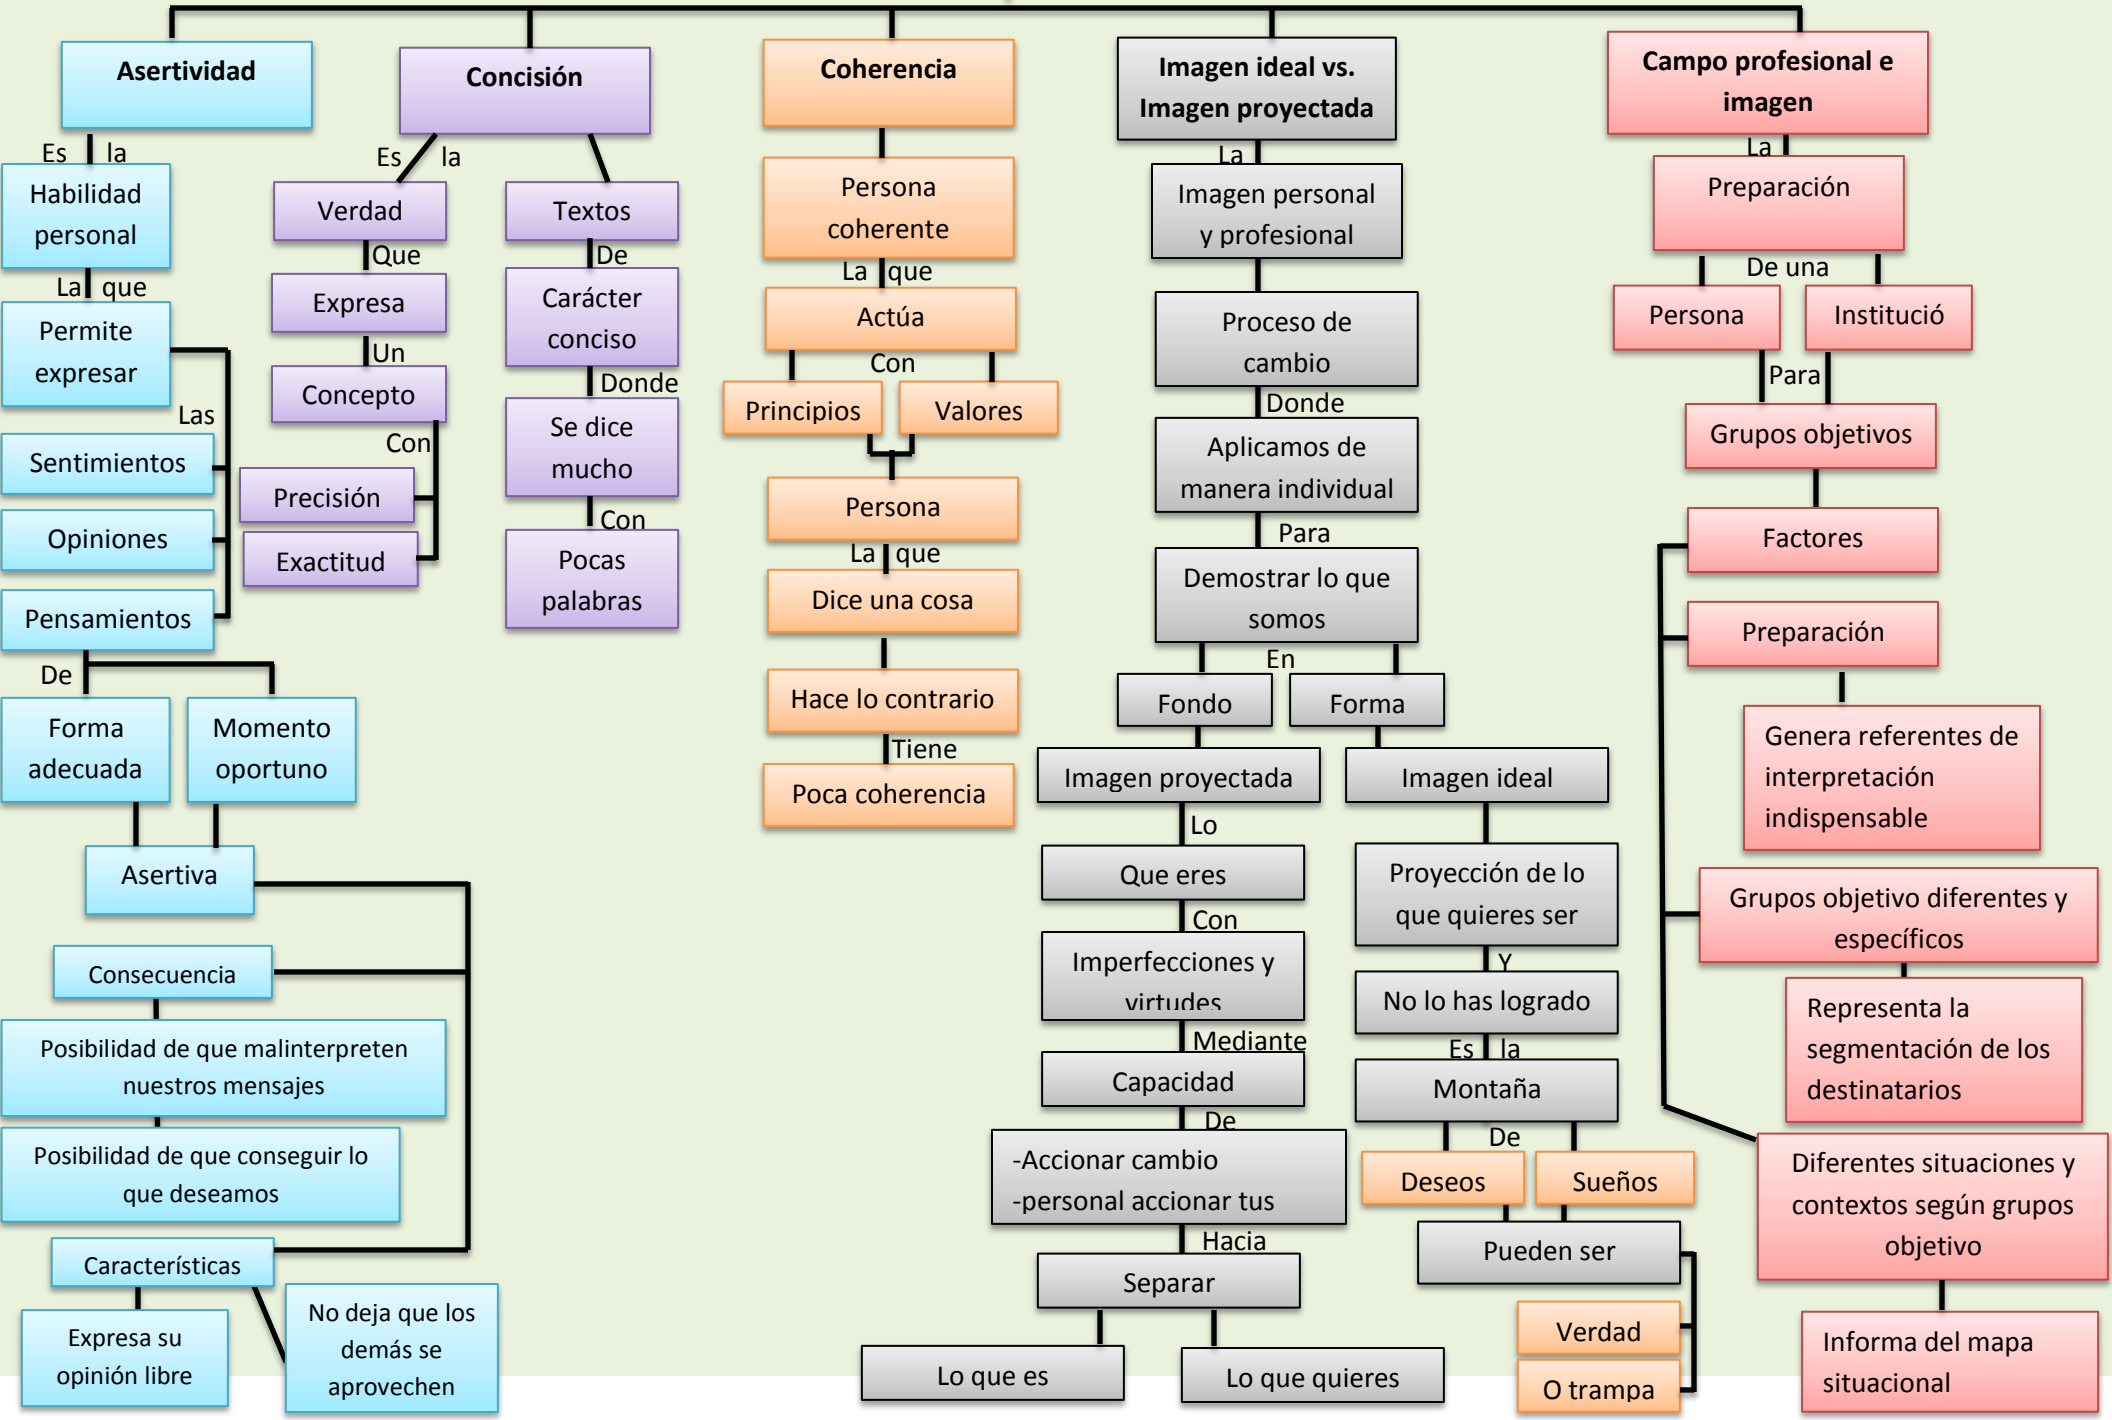 Asertividad
Es la
Habilidad
personal
La que
Permite
expresar
Las
Sentimientos
Opiniones
Pensamientos
De
Forma
adecuada
Momento
oportuno
Asertiva
Consecuencia
Posibilidad de que malinterpreten
nuestros mensajes
Posibilidad de que conseguir lo
que deseamos
Características
Expresa su
opinión libre
No deja que los
demás se
aprovechen
Concisión
Es la
Verdad
Que
Expresa
Un
Concepto
Con
Precisión
Exactitud
Textos
De
Carácter
conciso
Donde
Se dice
mucho
Con
Pocas
palabras
Coherencia
Persona
coherente
La que
Actúa
Con
Principios
Valores
Persona
La que
Dice una cosa
Hace lo contrario
Tiene
Poca coherencia
Imagen ideal vs.
Imagen proyectada
La
Imagen personal
y profesional
Proceso de
cambio
Donde
Aplicamos de
manera individual
Para
Demostrar lo que
somos
En
Fondo
Forma
Imagen proyectada
Lo
Que eres
Con
Imperfecciones y
virtudes
Mediante
Capacidad
De
-Accionar cambio
-personal accionar tus
Hacia
Separar
Lo que es
Lo que quieres
Imagen ideal
Proyección de lo
que quieres ser
Y
No lo has logrado
Es la
Montaña
De
Deseos
Sueños
Pueden ser
Verdad
O trampa
Campo profesional e
imagen
La
Preparación
De una
Persona
Institució
Para
Grupos objetivos
Factores
Preparación
Genera referentes de
interpretación
indispensable
Grupos objetivo diferentes y
específicos
Representa la
segmentación de los
destinatarios
Diferentes situaciones y
contextos según grupos
objetivo
Informa del mapa
situacional